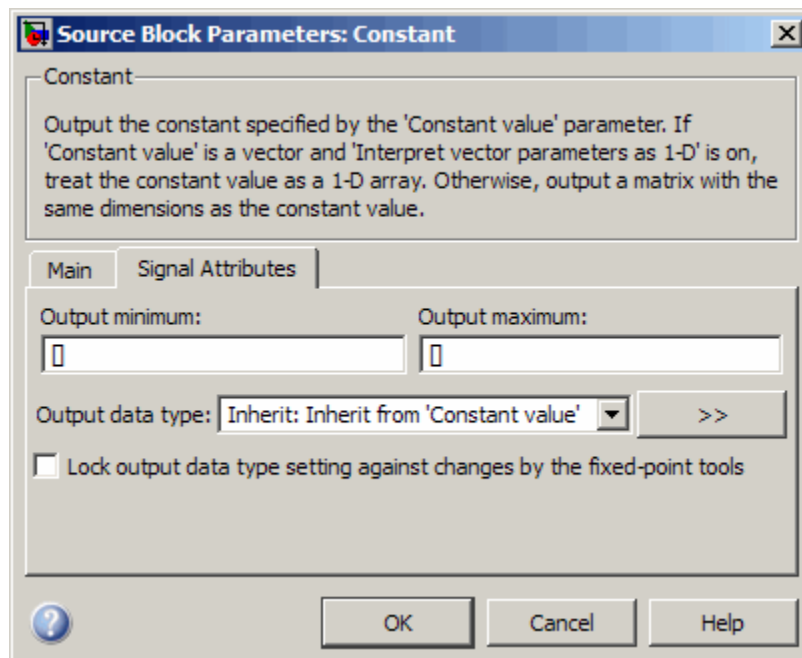 Source Block Parameters: Constant
Constant
Output the constant specified by the 'Constant value' parameter. If
'Constant value' is a vector and 'Interpret vector parameters as 1-D' is on,
treat the constant value as a 1-D array. Otherwise, output a matrix with the
same dimensions as the constant value.
Main Signal Attributes
Output minimum: Output maximum:
[] []
Output data type: Inherit: Inherit from 'Constant value' >>
Lock output data type setting against changes by the fixed-point tools
OK Cancel Help